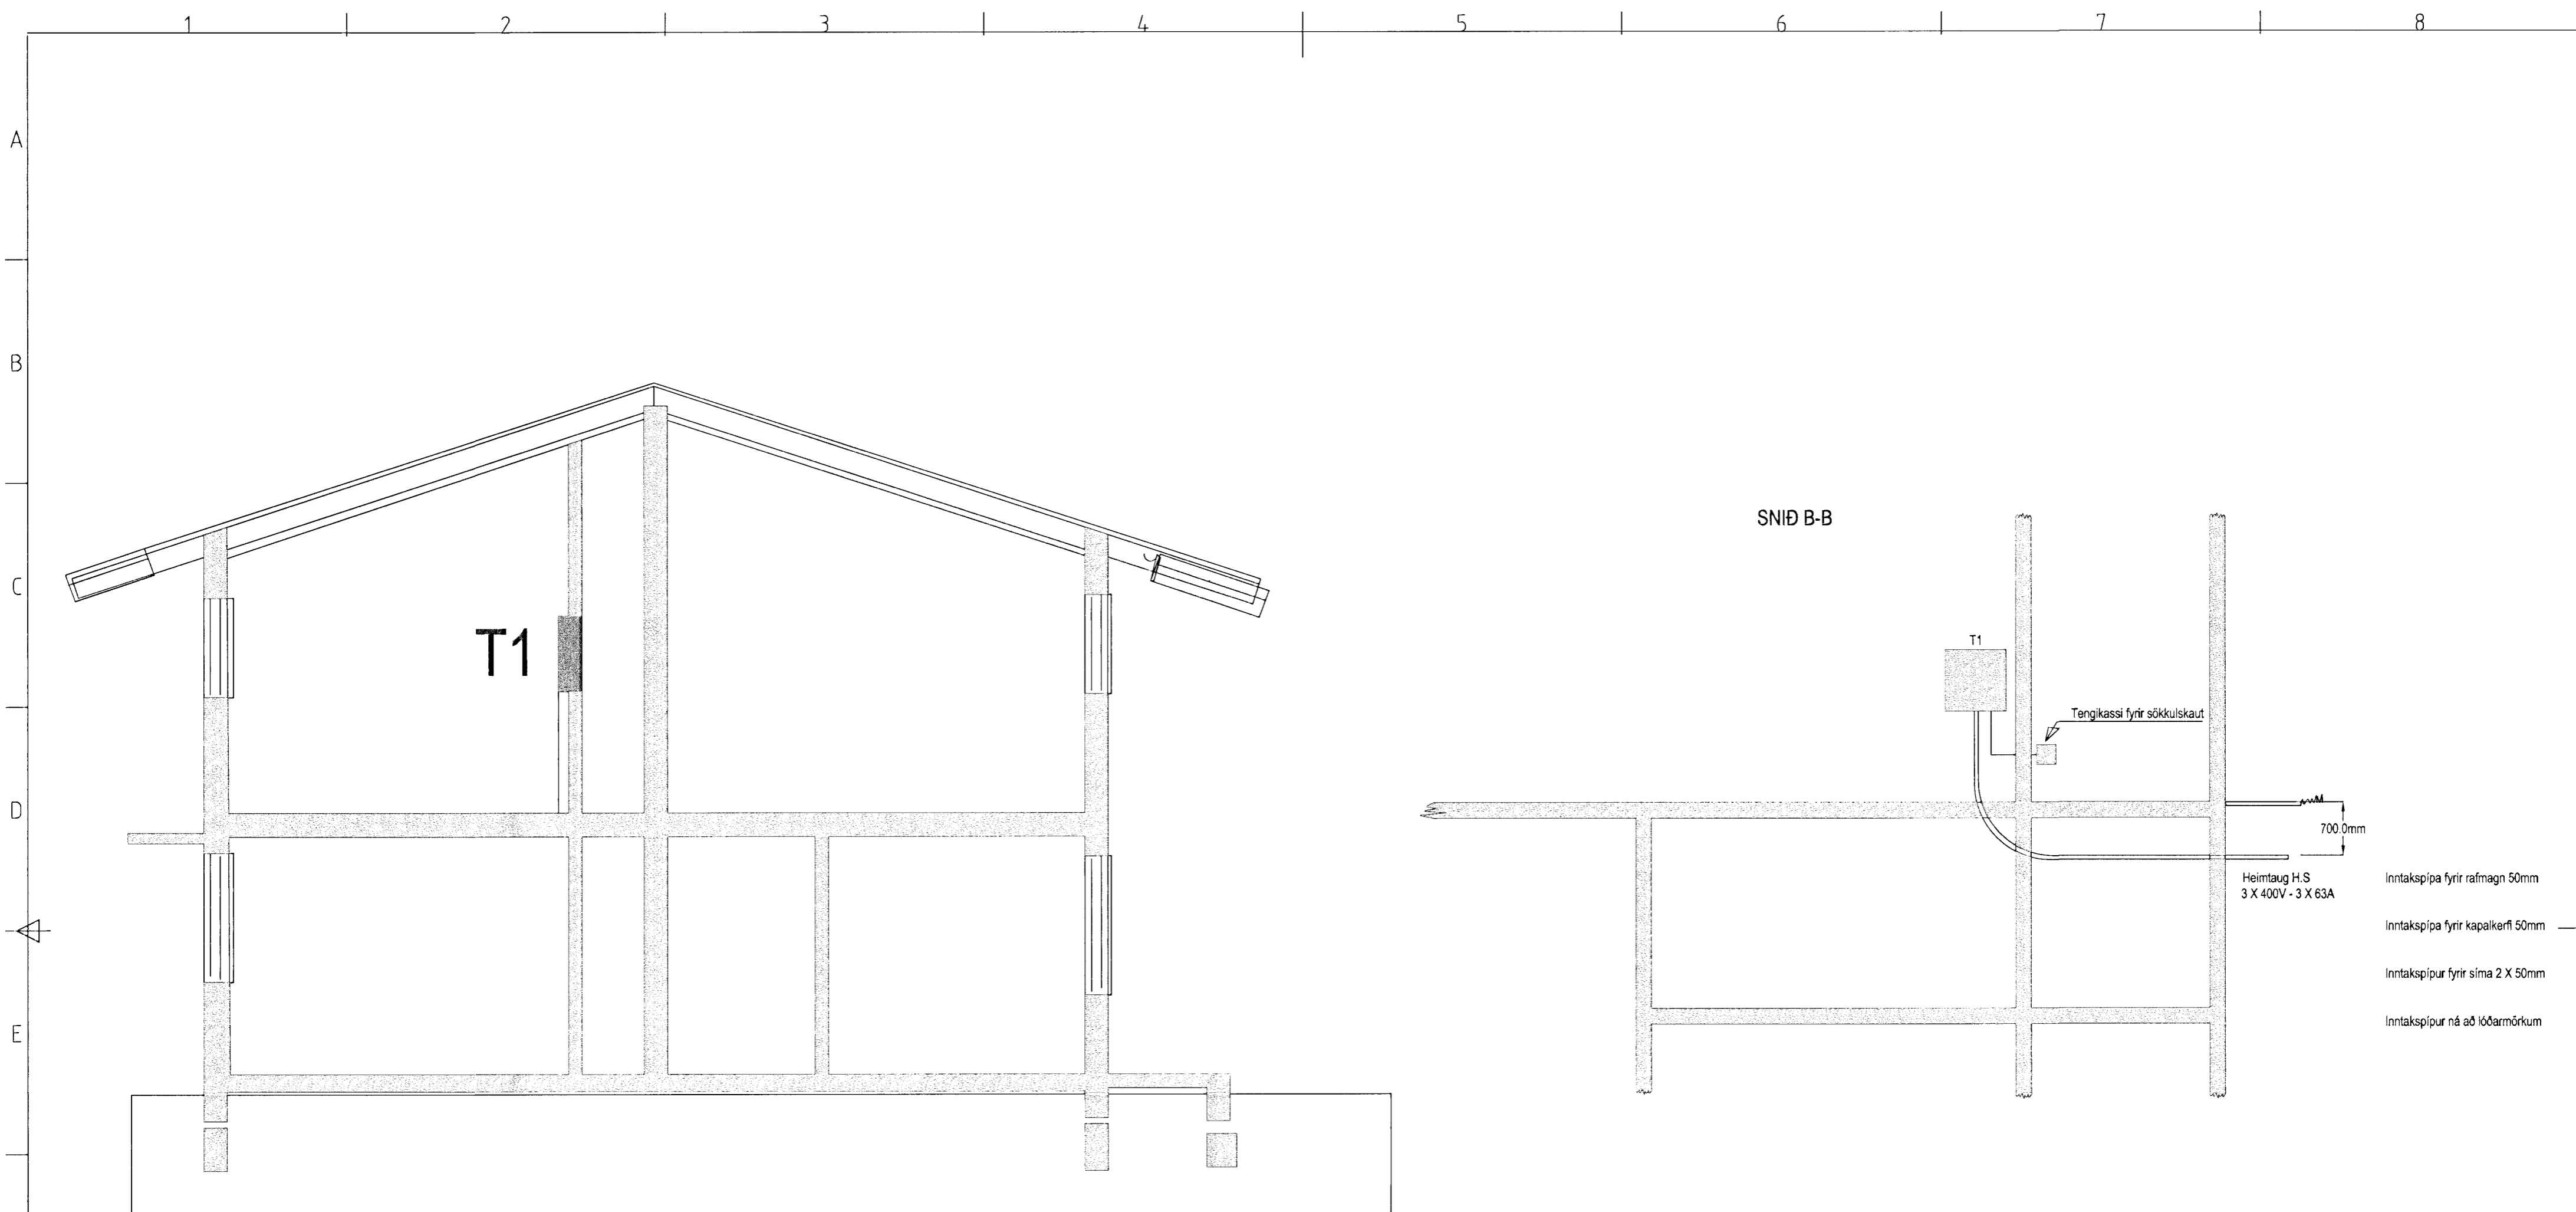 1 2 3 4 5 6 7 8
A
B
C
D
E
T1
SNIÐ B-B
T1
Tengikassi fyrir sökkulskaut
700.0mm
Heimtaug H.S
3 X 400V - 3 X 63A
Inntakspípa fyrir rafmagn 50mm
Inntakspípa fyrir kapalkerfi 50mm
Inntakspípur fyrir síma 2 X 50mm
Inntakspípur ná að lóðarmörkum